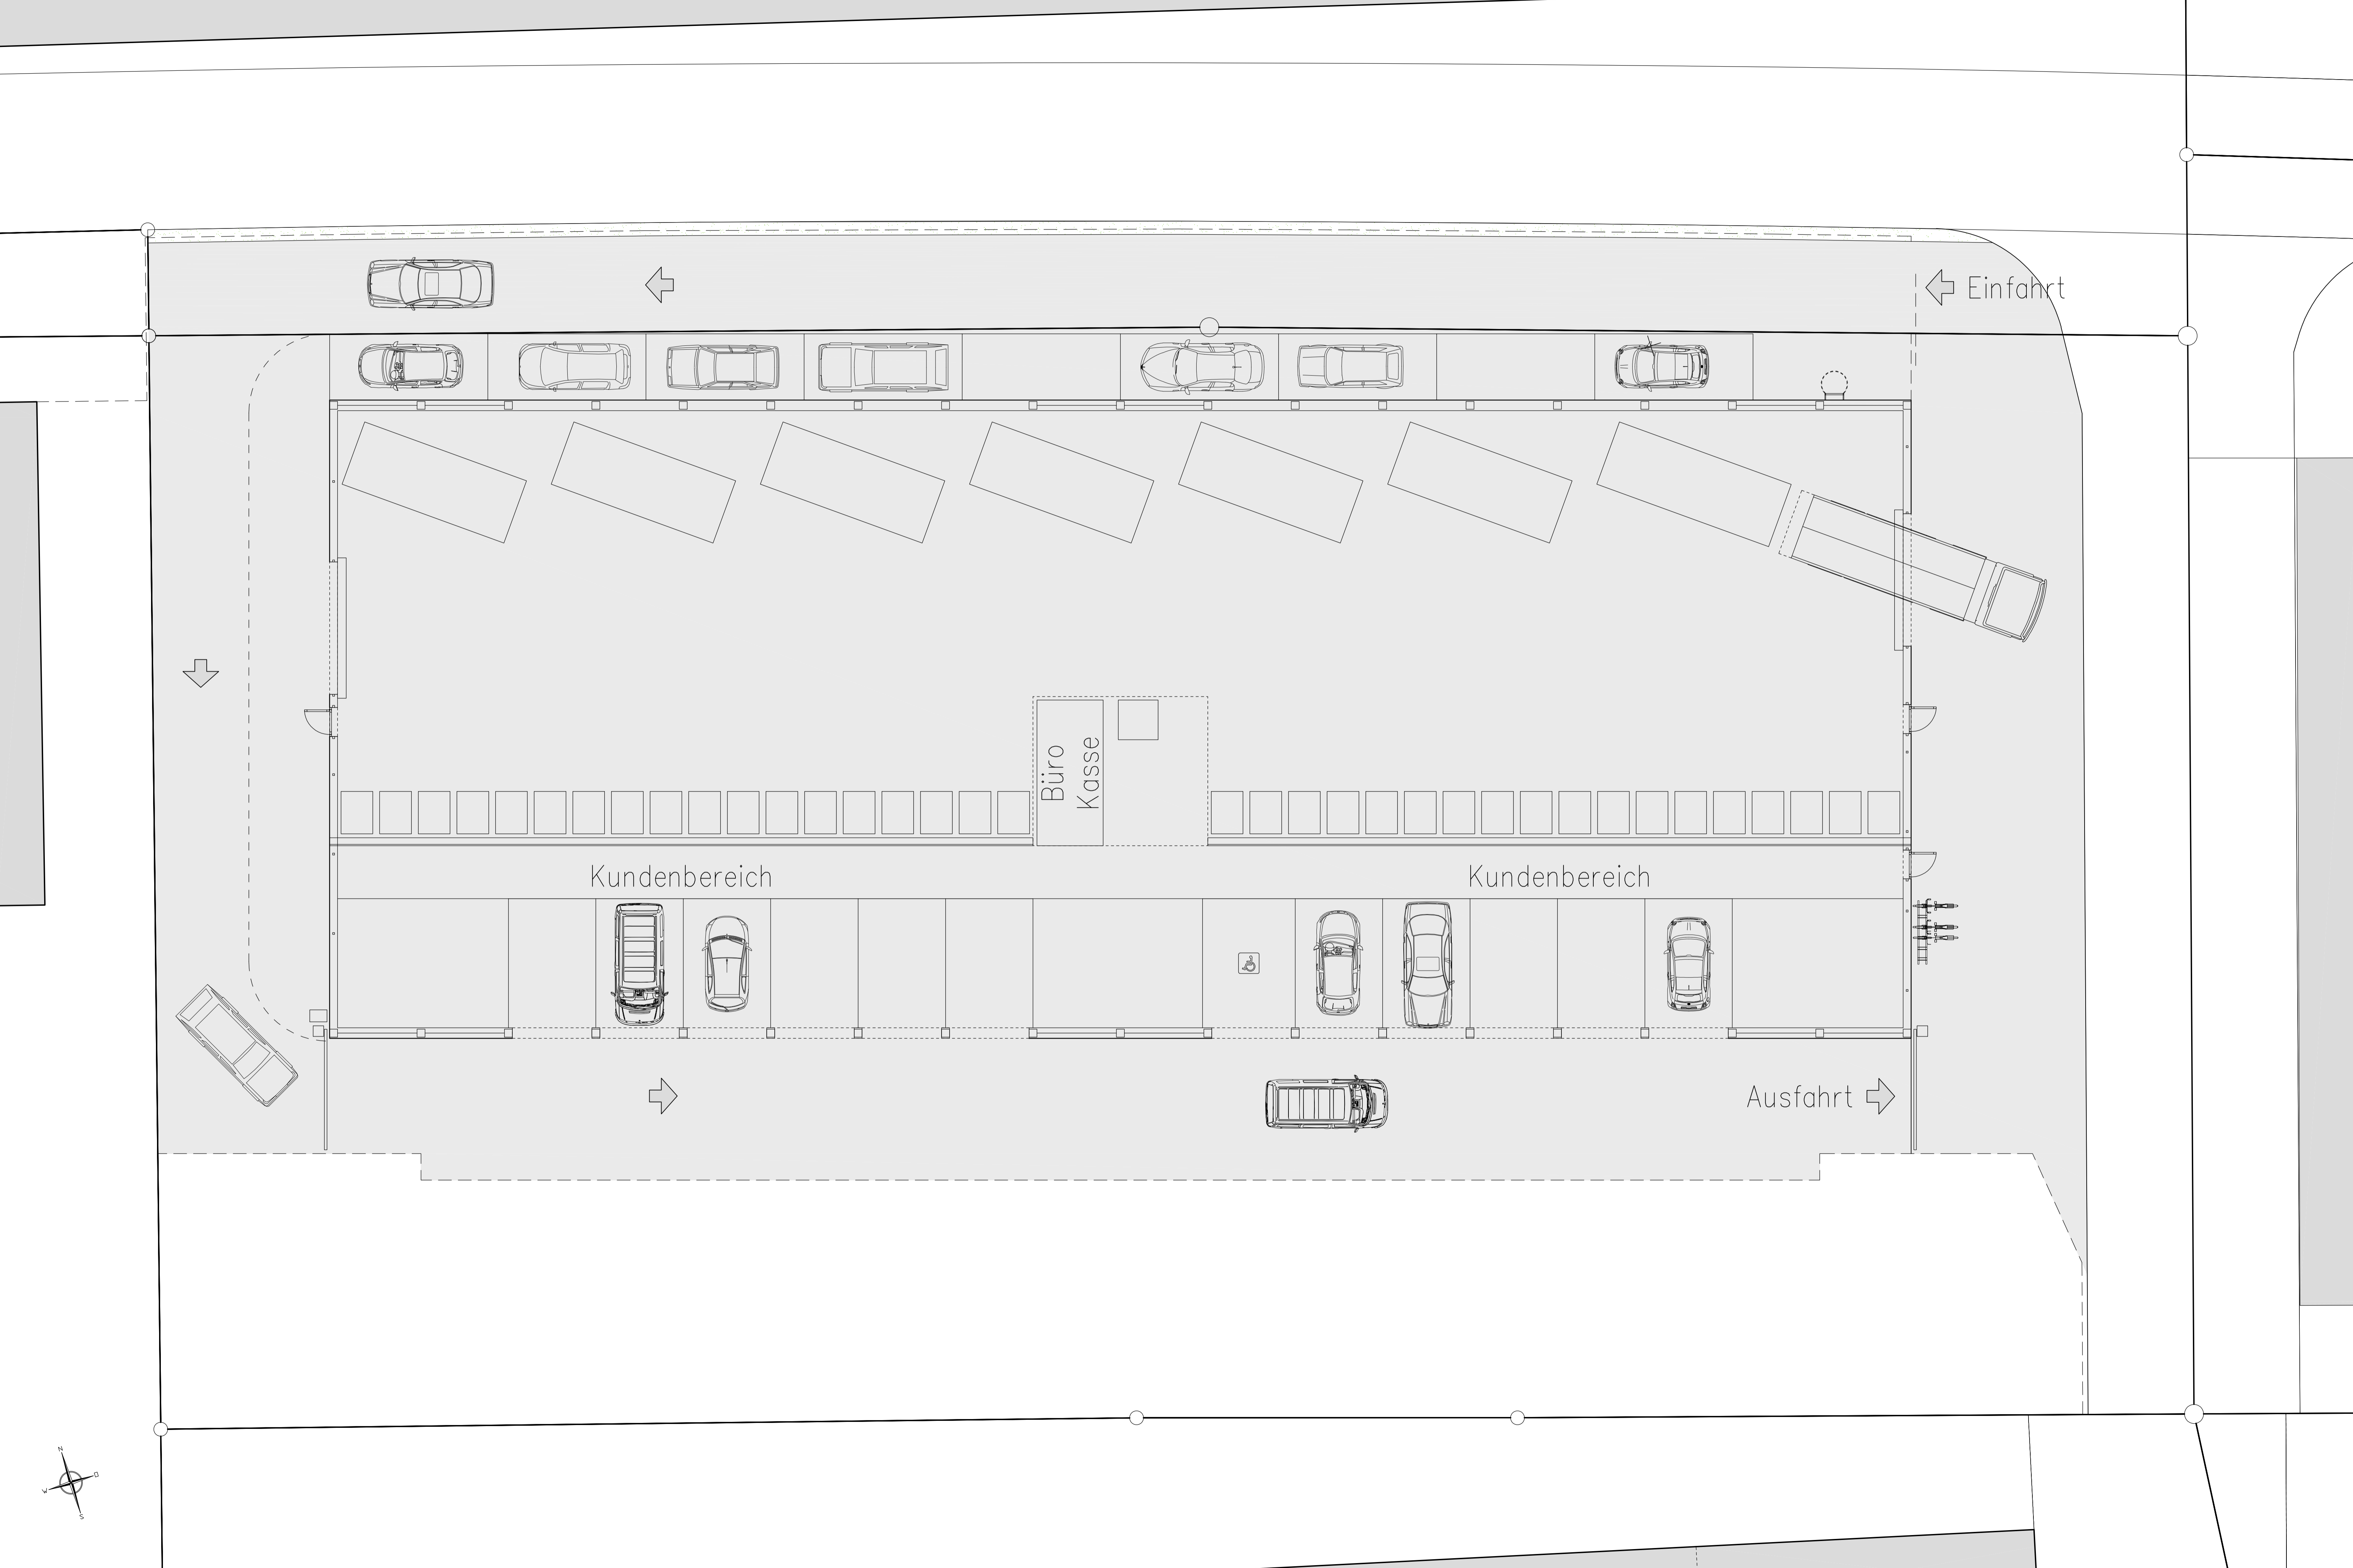 Einfahrt
Büro
Kasse
Kundenbereich
Kundenbereich
Ausfahrt
N
O
W
S